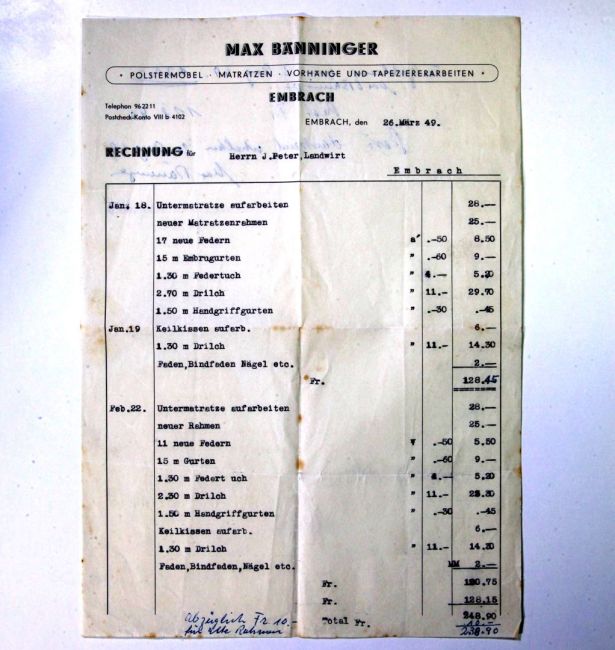 MAX BÄNNINGER
· POLSTERMÖBEL · MATRATZEN · VORHÄNGE UND TAPEZIERERARBEITEN ·
EMBRACH
Telephon 96 22 11
Postcheck-Konto VIII b 4102
EMBRACH, den 26.März 49.
RECHNUNG für Herrn J.Peter,Landwirt
Embrach
Jan. 18. Untermatratze aufarbeiten 28.—
neuer Matratzenrahmen 25.—
17 neue Federn a' .-50 8.50
15 m Embrogurten " .-60 9.—
1.30 m Federtuch " 4.— 5.20
2.70 m Drilch " 11.- 29.70
1.50 m Handgriffgurten " .-30 .-45
Jan.19 Keilkissen aufarb. 6.—
1.30 m Drilch " 11.- 14.30
Faden,Bindfaden Nägel etc. 2.—
Fr. 128.15
Feb.22. Untermatratze aufarbeiten 28.—
neuer Rahmen 25.—
11 neue Federn " .-50 5.50
15 m Gurten " .-60 9.—
1.30 m Federt uch " 4.— 5.20
2.30 m Drilch " 11.- 25.30
1.50 m Handgriffgurten " .-30 .-45
Keilkissen aufarb. 6.—
1.30 m Drilch " 11.- 14.30
Faden,Bindfaden,Nägel etc. 2.—
Fr. 120.75
Fr. 128.15
Total Fr. 248.90
Abzüglich Fr 10.- 10.—
für alte Rahmen 238.90